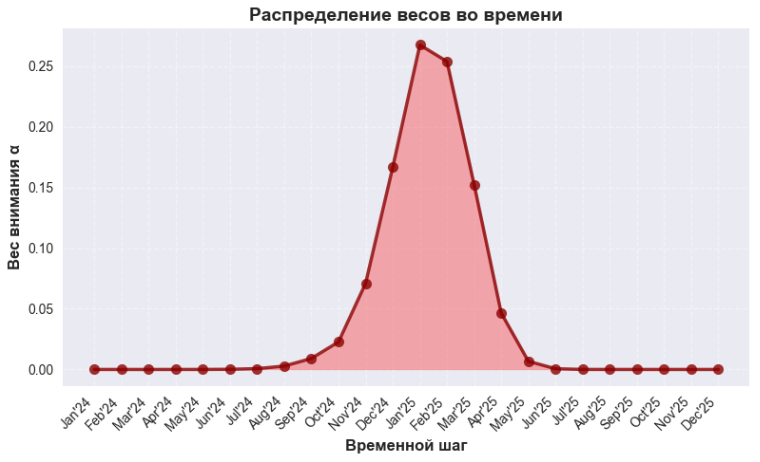 Распределение весов во времени
Вес внимания α
0.25
0.20
0.15
0.10
0.05
0.00
Jan'24
Feb'24
Mar'24
Apr'24
May'24
Jun'24
Jul'24
Aug'24
Sep'24
Oct'24
Nov'24
Dec'24
Jan'25
Feb'25
Mar'25
Apr'25
May'25
Jun'25
Jul'25
Aug'25
Sep'25
Oct'25
Nov'25
Dec'25
Временной шаг